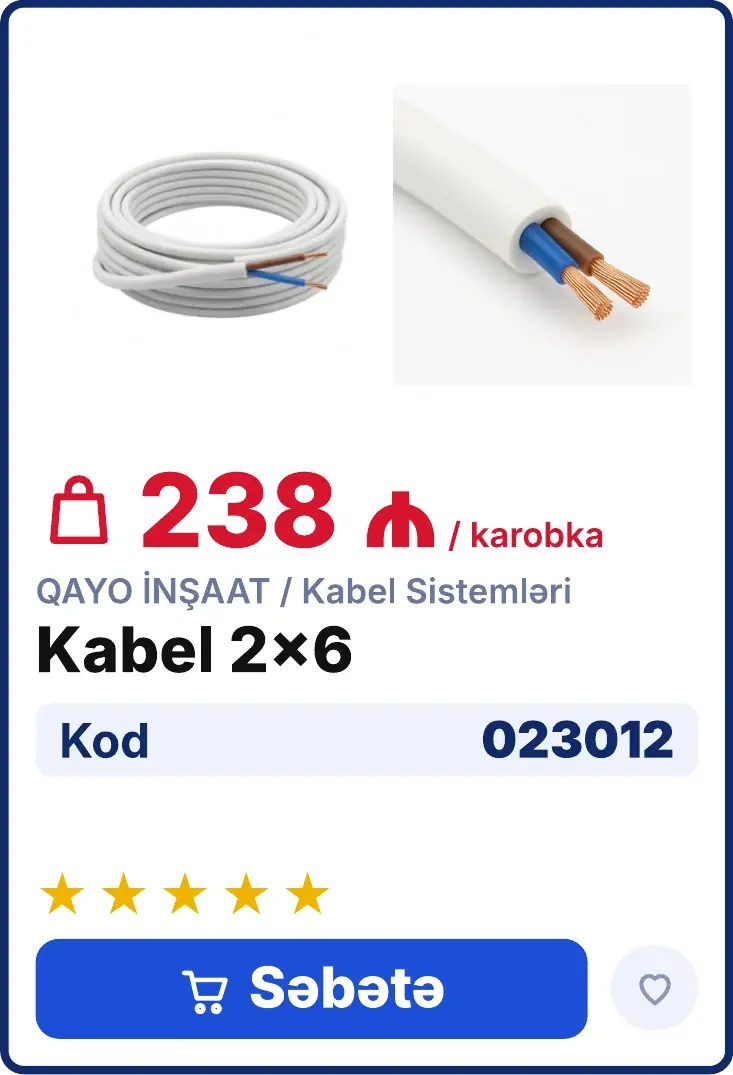 238 ₼ / karobka
QAYO İNŞAAT / Kabel Sistemləri
Kabel 2×6
Kod 023012
Səbətə